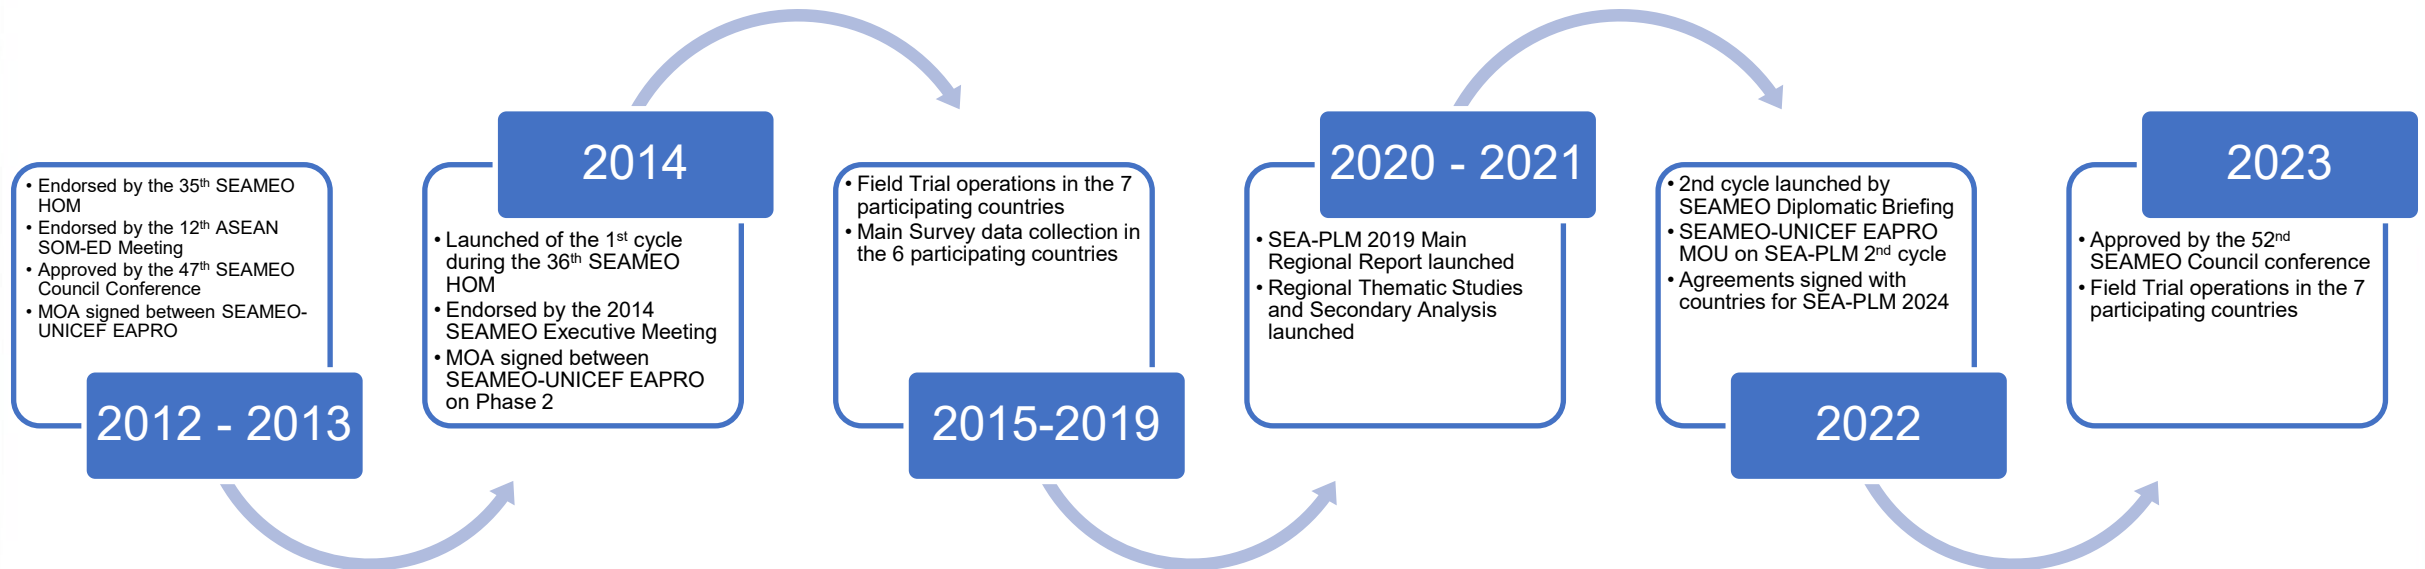 • Endorsed by the 35th SEAMEO
HOM
• Endorsed by the 12th ASEAN
SOM-ED Meeting
• Approved by the 47th SEAMEO
Council Conference
• MOA signed between SEAMEO-
UNICEF EAPRO
2012 - 2013
2014
• Launched of the 1st cycle
during the 36th SEAMEO
HOM
• Endorsed by the 2014
SEAMEO Executive Meeting
• MOA signed between
SEAMEO-UNICEF EAPRO
on Phase 2
• Field Trial operations in the 7
participating countries
• Main Survey data collection in
the 6 participating countries
2015-2019
2020 - 2021
• SEA-PLM 2019 Main
Regional Report launched
• Regional Thematic Studies
and Secondary Analysis
launched
• 2nd cycle launched by
SEAMEO Diplomatic Briefing
• SEAMEO-UNICEF EAPRO
MOU on SEA-PLM 2nd cycle
• Agreements signed with
countries for SEA-PLM 2024
2022
2023
• Approved by the 52nd
SEAMEO Council conference
• Field Trial operations in the 7
participating countries